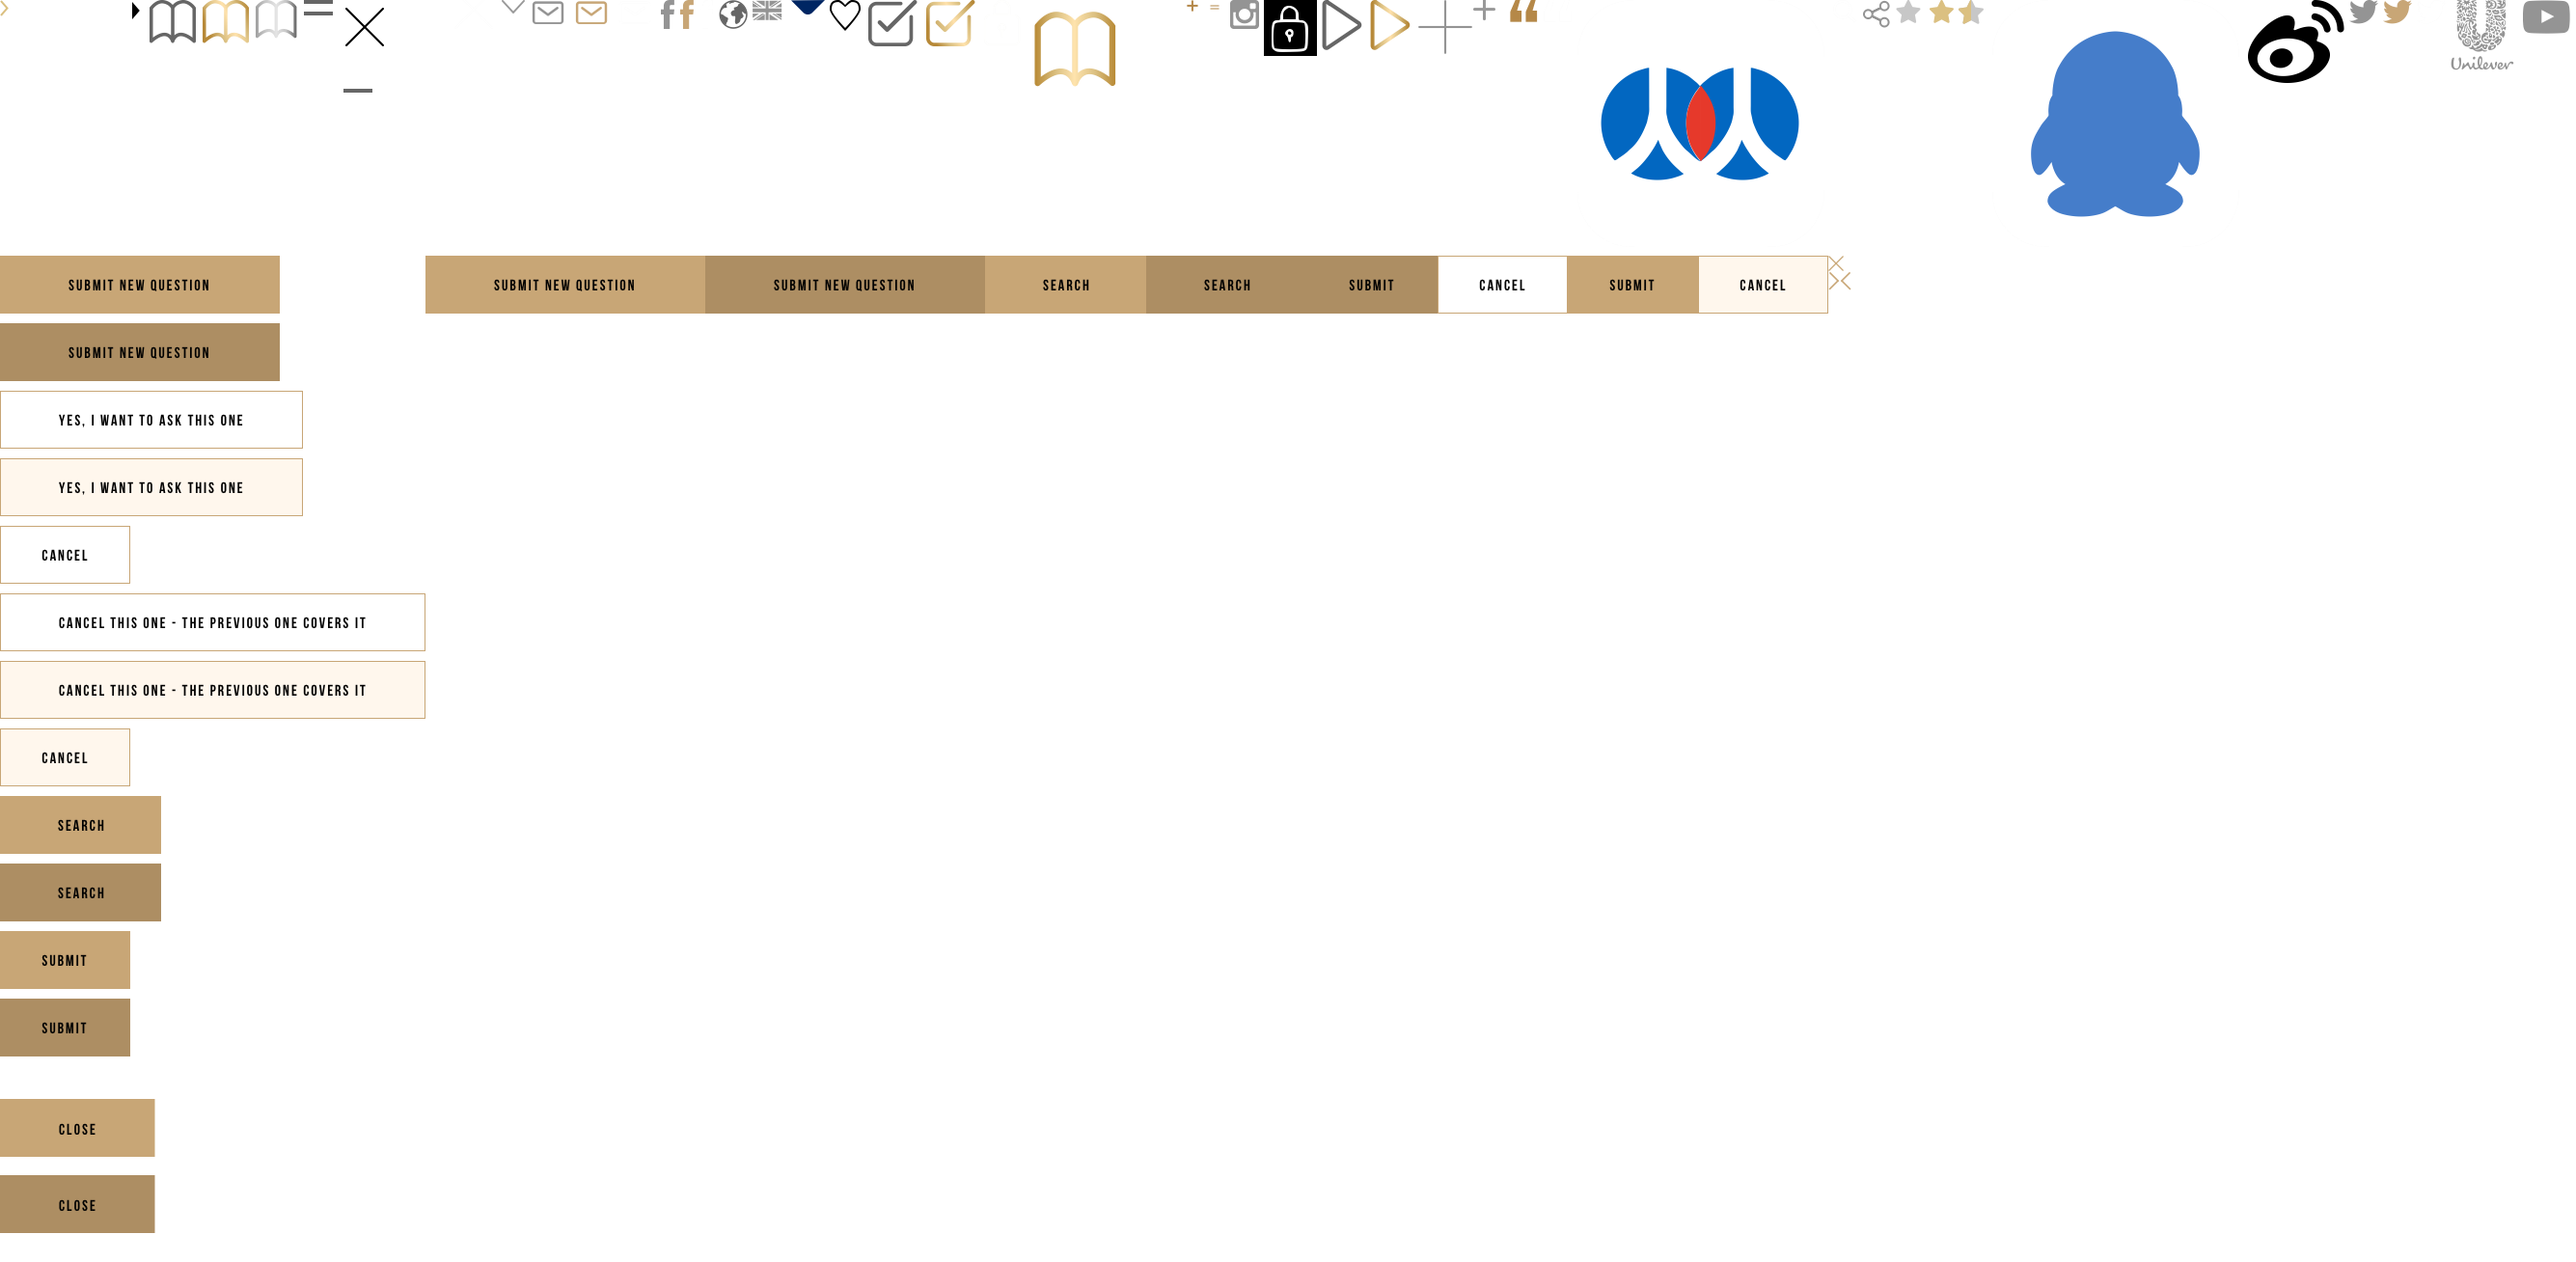 Unilever
SUBMIT NEW QUESTION
SUBMIT NEW QUESTION
SUBMIT NEW QUESTION
SEARCH
SEARCH
SUBMIT
CANCEL
SUBMIT
CANCEL
SUBMIT NEW QUESTION
YES, I WANT TO ASK THIS ONE
YES, I WANT TO ASK THIS ONE
CANCEL
CANCEL THIS ONE - THE PREVIOUS ONE COVERS IT
CANCEL THIS ONE - THE PREVIOUS ONE COVERS IT
CANCEL
SEARCH
SEARCH
SUBMIT
SUBMIT
CLOSE
CLOSE